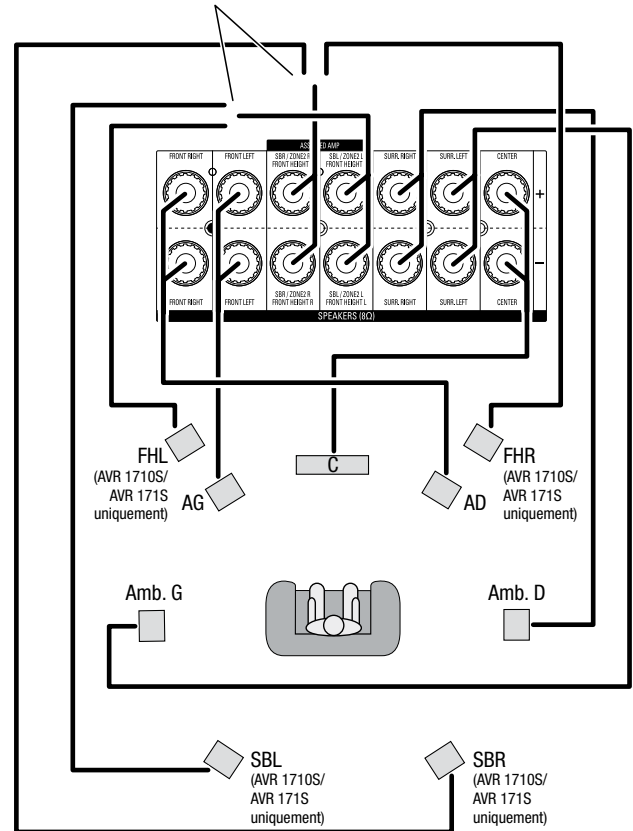 FRONT RIGHT
FRONT LEFT
SBR / ZONE2 R
FRONT HEIGHT
SBL / ZONE2 L
FRONT HEIGHT
SURR. RIGHT
SURR. LEFT
CENTER
+
–
FRONT RIGHT
FRONT LEFT
SBR / ZONE2 R
FRONT HEIGHT R
SBL / ZONE2 L
FRONT HEIGHT L
SURR. RIGHT
SURR. LEFT
CENTER
SPEAKERS (8Ω)
FHL
(AVR 1710S/
AVR 171S
uniquement)
AG
C
AD
FHR
(AVR 1710S/
AVR 171S
uniquement)
Amb. G
Amb. D
SBL
(AVR 1710S/
AVR 171S
uniquement)
SBR
(AVR 1710S/
AVR 171S
uniquement)